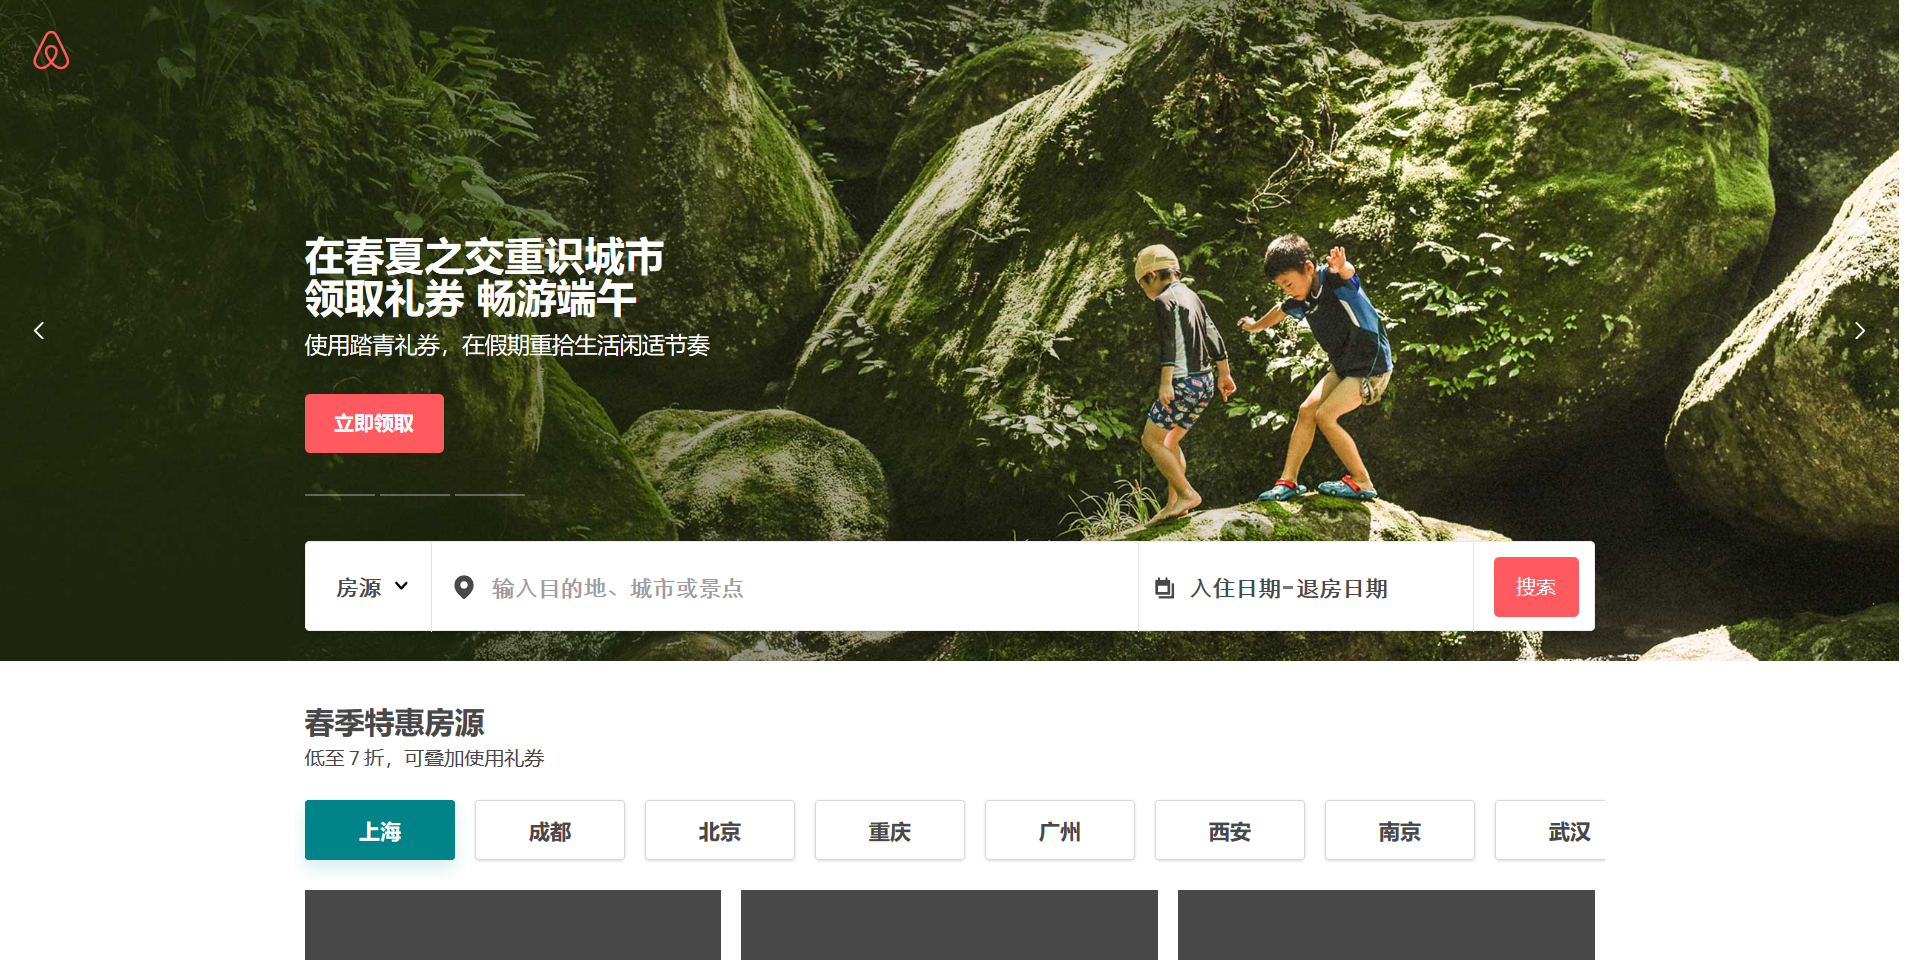 在春夏之交重识城市
领取礼券 畅游端午
使用踏青礼券，在假期重拾生活闲适节奏
立即领取
房源
输入目的地、城市或景点
入住日期-退房日期
搜索
春季特惠房源
低至 7 折，可叠加使用礼券
上海
成都
北京
重庆
广州
西安
南京
武汉